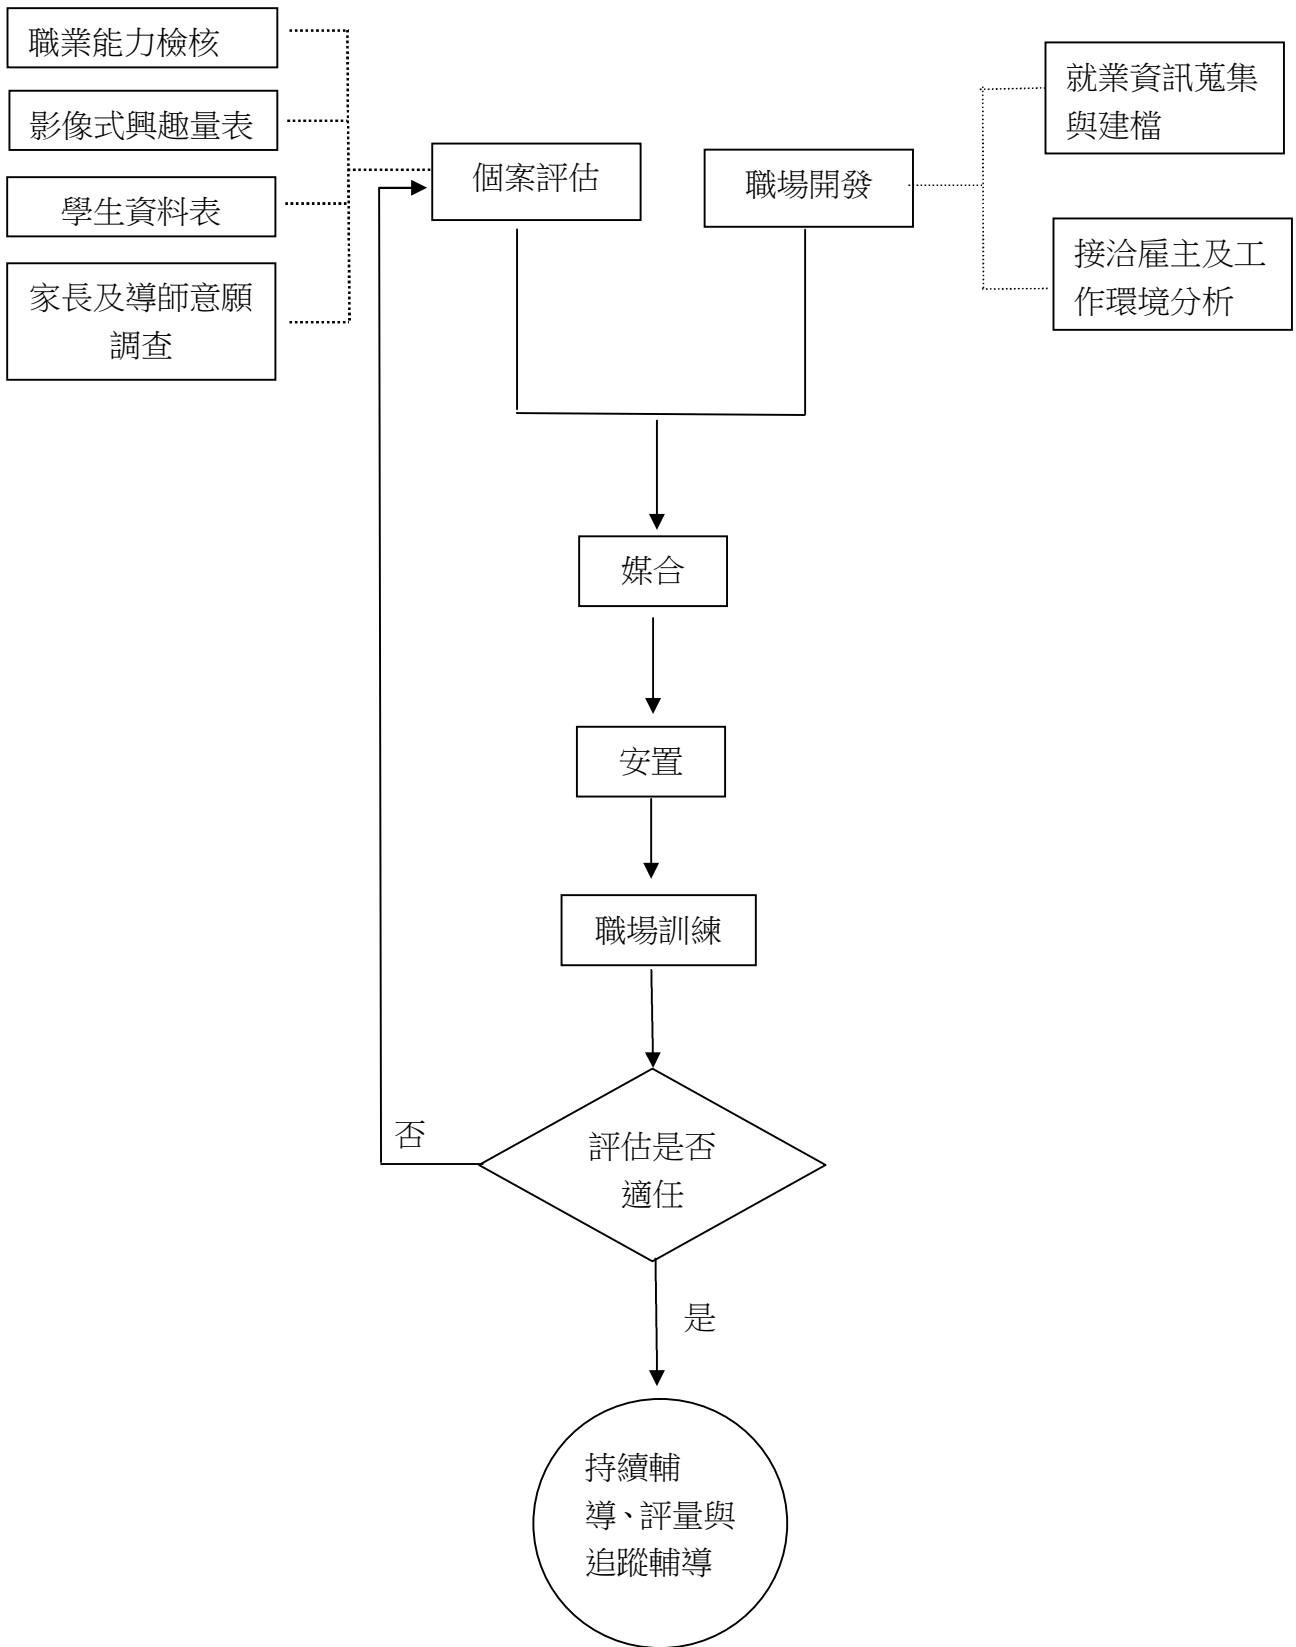 職業能力檢核
影像式興趣量表
學生資料表
家長及導師意願
調查
個案評估
職場開發
就業資訊蒐集
與建檔
接洽雇主及工
作環境分析
媒合
安置
職場訓練
否
評估是否
適任
是
持續輔
導、評量與
追蹤輔導